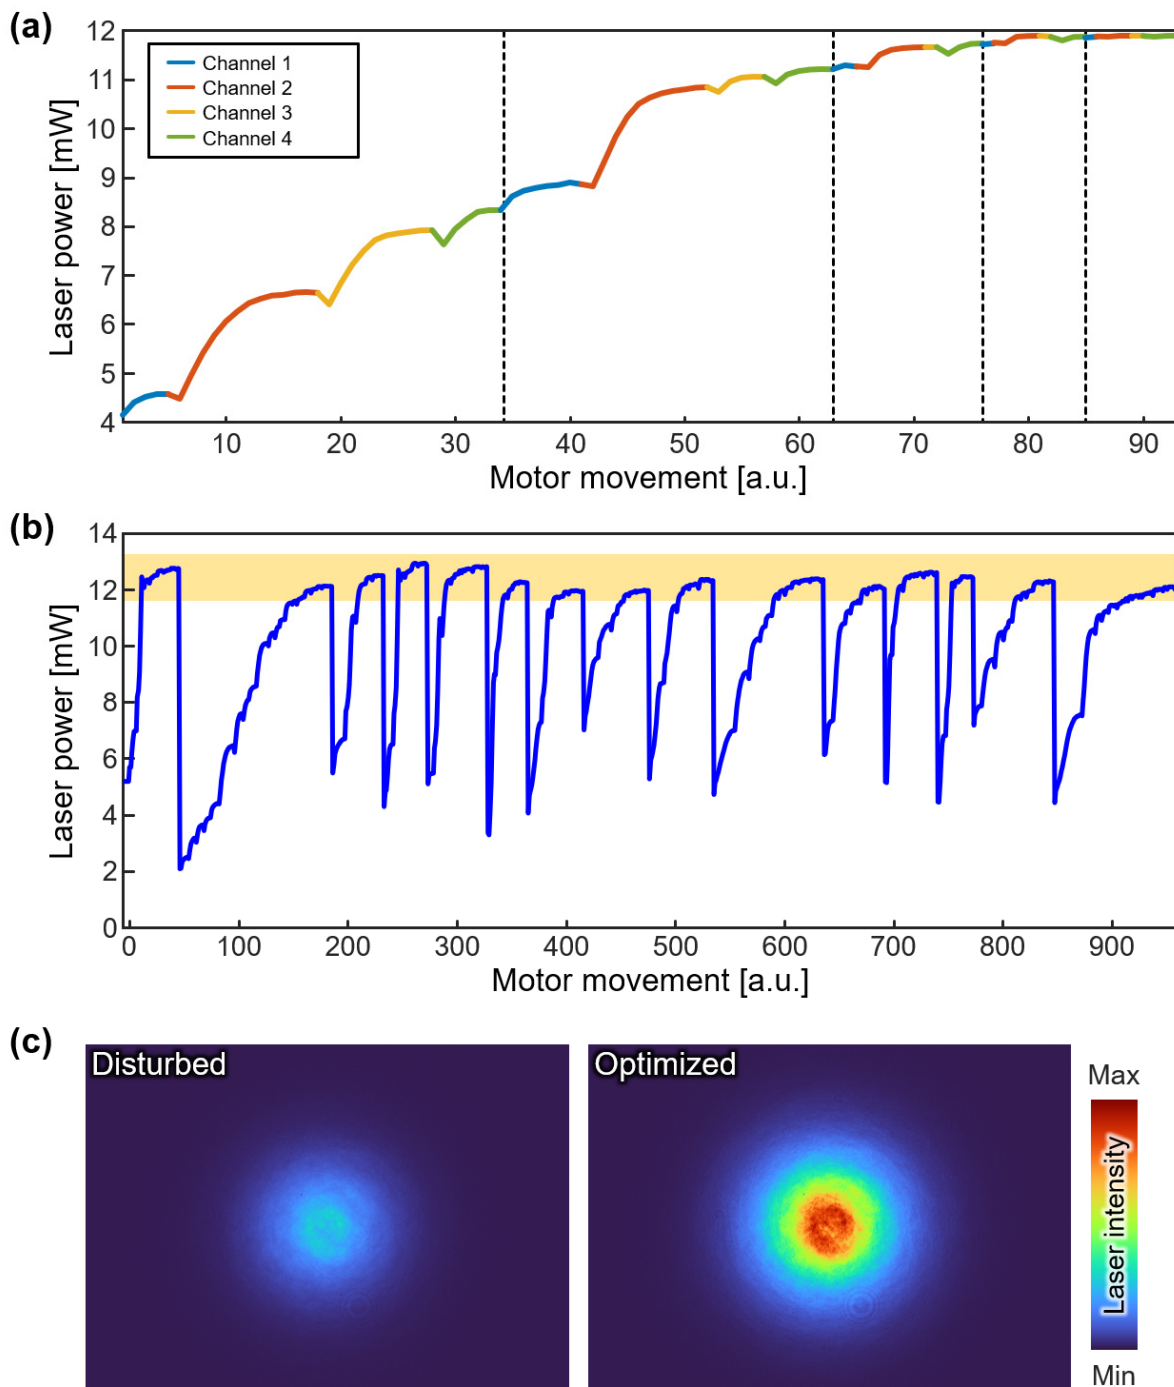 (a)
Laser power [mW]
12
11
10
9
8
7
6
5
4
Channel 1
Channel 2
Channel 3
Channel 4
10 20 30 40 50 60 70 80 90
Motor movement [a.u.]
(b)
Laser power [mW]
14
12
10
8
6
4
2
0
0 100 200 300 400 500 600 700 800 900
Motor movement [a.u.]
(c)
Disturbed
Optimized
Max
Laser intensity
Min